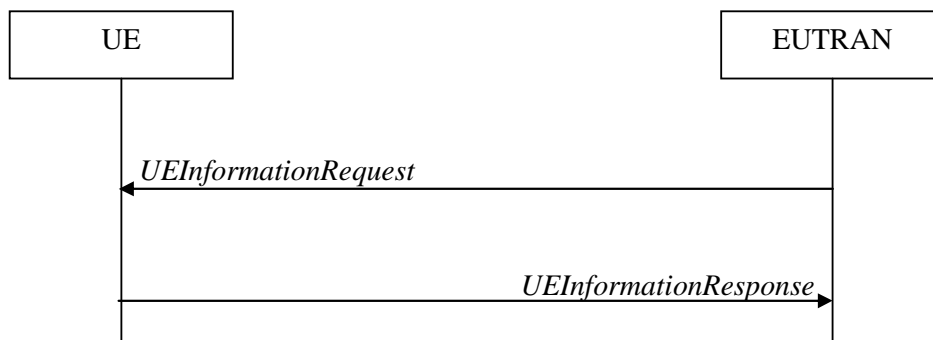 UE
EUTRAN
UEInformationRequest
UEInformationResponse